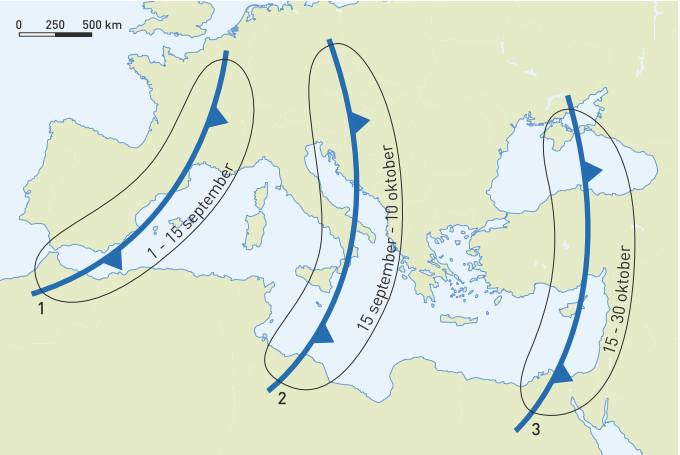 0 250 500 km
1 - 15 september
15 september - 10 oktober
15 - 30 oktober
1
2
3